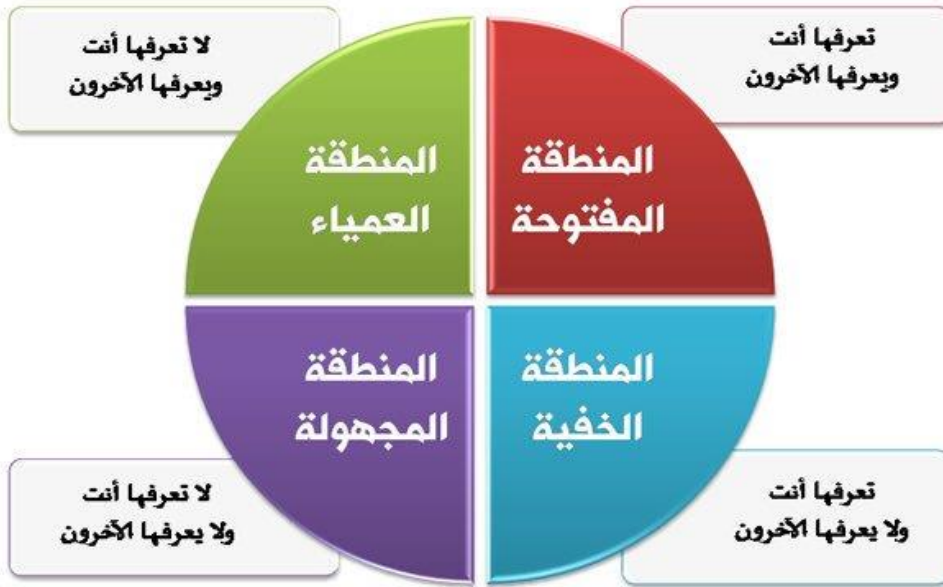 تعرفها أنت
ويعرفها الآخرون
المنطقة
المفتوحة
لا تعرفها أنت
ويعرفها الآخرون
المنطقة
العمياء
تعرفها أنت
ولا يعرفها الآخرون
المنطقة
الخفية
لا تعرفها أنت
ولا يعرفها الآخرون
المنطقة
المجهولة